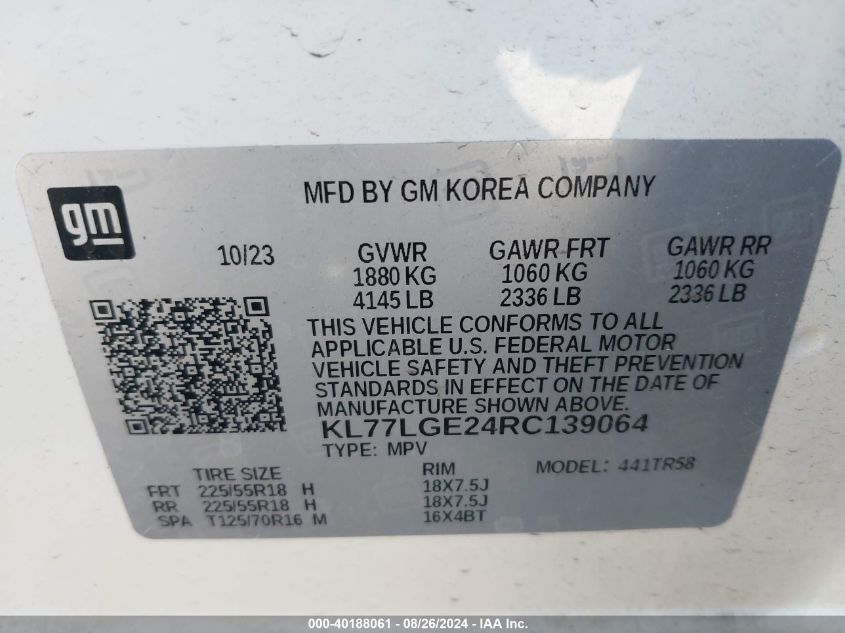 gm
MFD BY GM KOREA COMPANY
10/23 GVWR GAWR FRT GAWR RR
1880 KG 1060 KG 1060 KG
4145 LB 2336 LB 2336 LB
THIS VEHICLE CONFORMS TO ALL
APPLICABLE U.S. FEDERAL MOTOR
VEHICLE SAFETY AND THEFT PREVENTION
STANDARDS IN EFFECT ON THE DATE OF
MANUFACTURE SHOWN ABOVE.
KL77LGE24RC139064
TYPE: MPV MODEL: 441TR58
TIRE SIZE RIM
FRT 225/55R18 H 18X7.5J
RR 225/55R18 H 18X7.5J
SPA T125/70R16 M 16X4BT
000-40188061 - 08/26/2024 - IAA Inc.